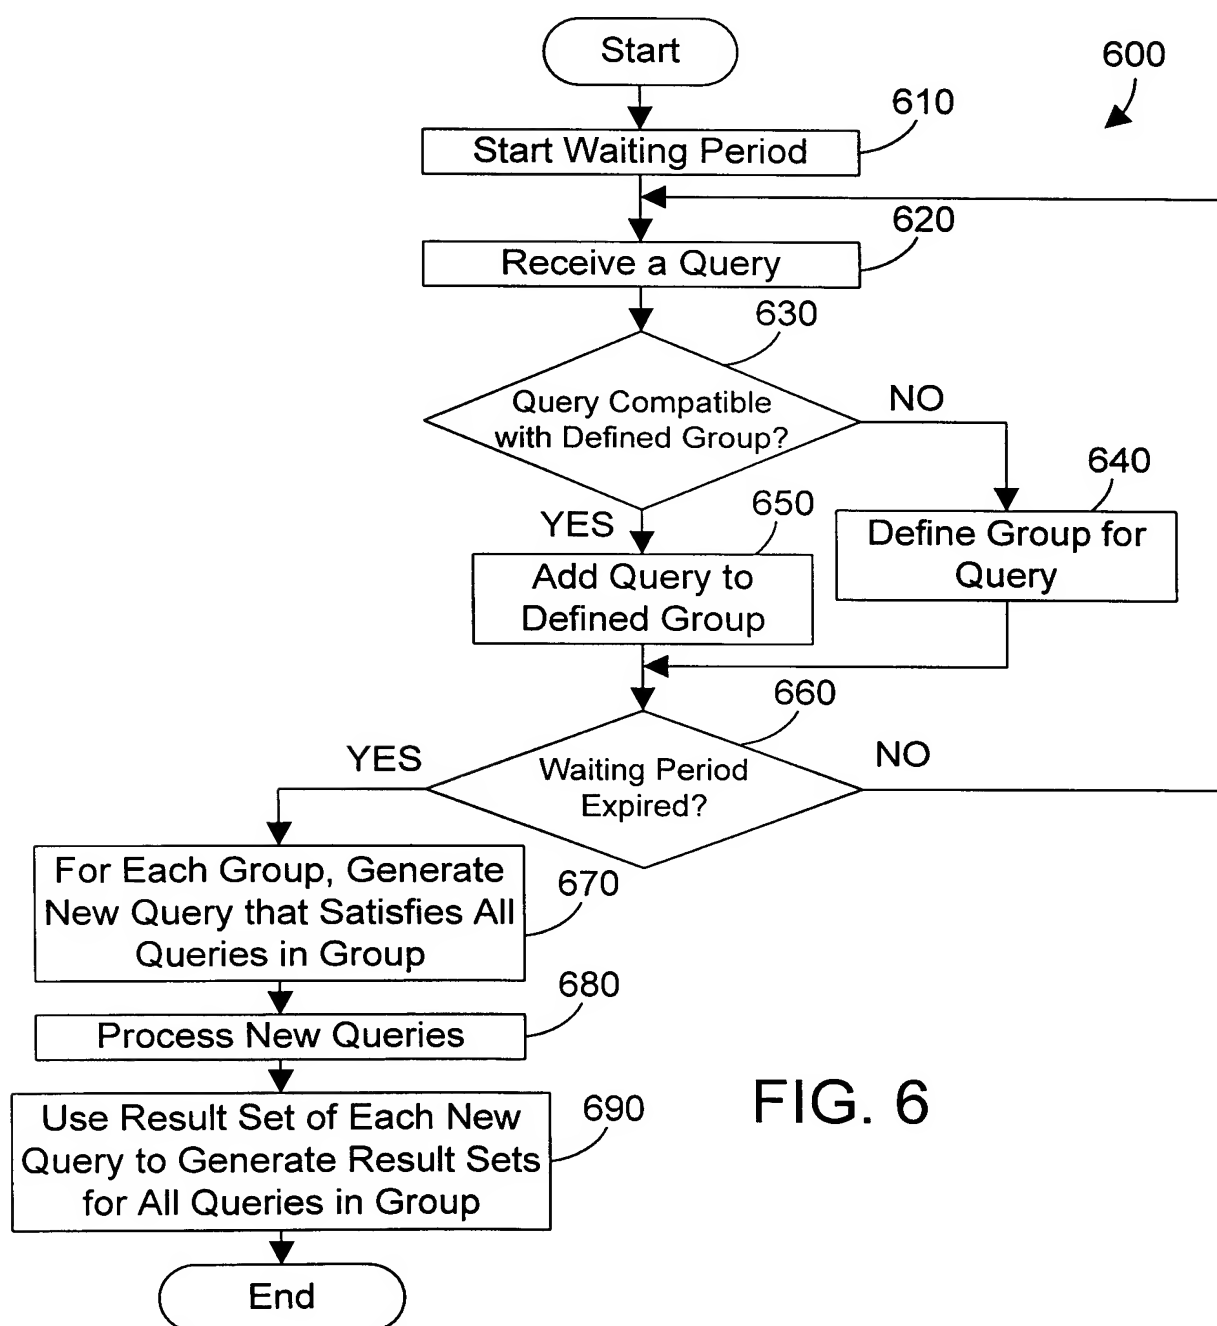 Start
600
610
Start Waiting Period
620
Receive a Query
630
Query Compatible
with Defined Group?
NO
640
Define Group for
Query
YES
650
Add Query to
Defined Group
660
Waiting Period
Expired?
YES
NO
For Each Group, Generate
New Query that Satisfies All
Queries in Group
670
680
Process New Queries
690
Use Result Set of Each New
Query to Generate Result Sets
for All Queries in Group
FIG. 6
End